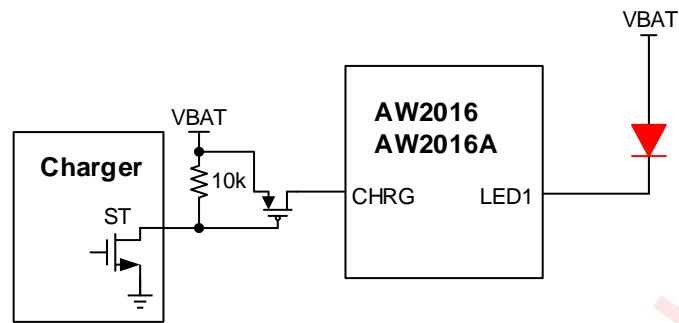 VBAT
AW2016
AW2016A
VBAT
Charger
10k
CHRG
LED1
ST